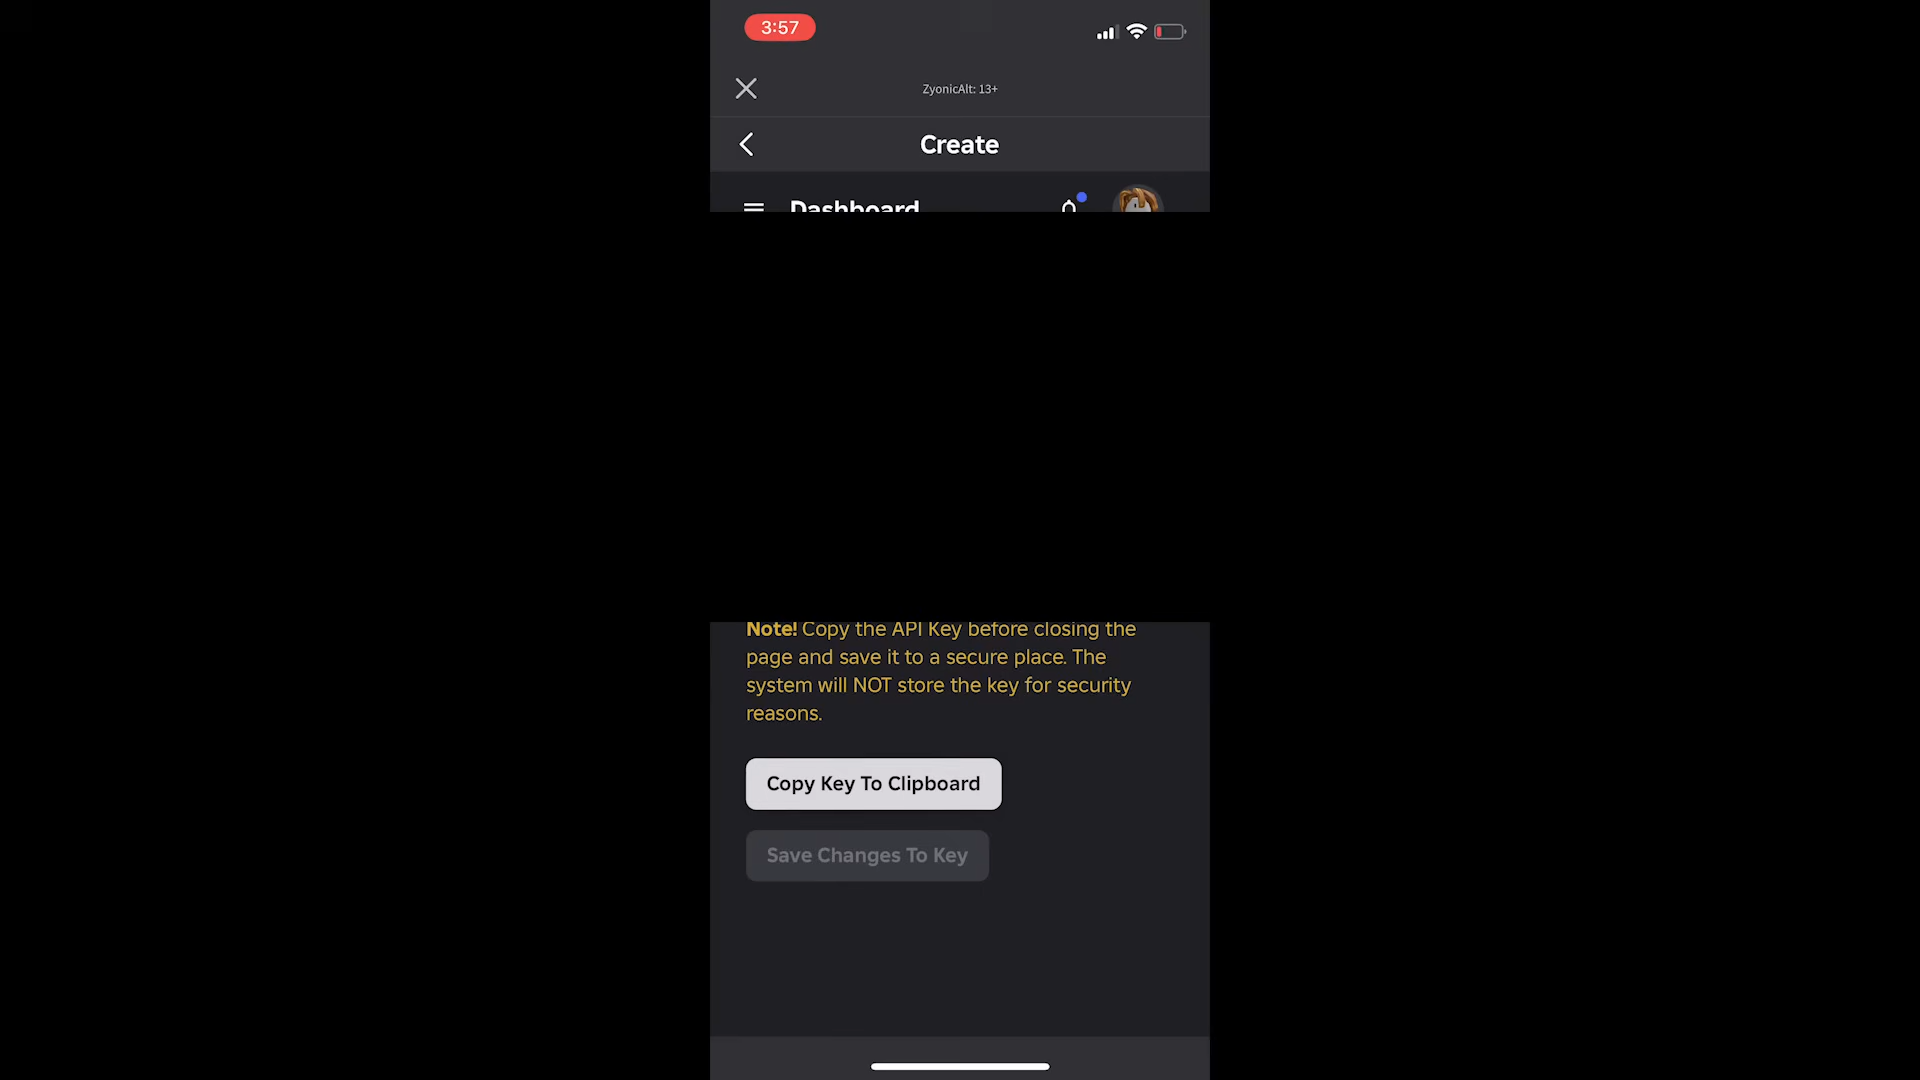 3:57
ZyonicAlt: 13+
Create
Dashboard
Note! Copy the API Key before closing the
page and save it to a secure place. The
system will NOT store the key for security
reasons.
Copy Key To Clipboard
Save Changes To Key